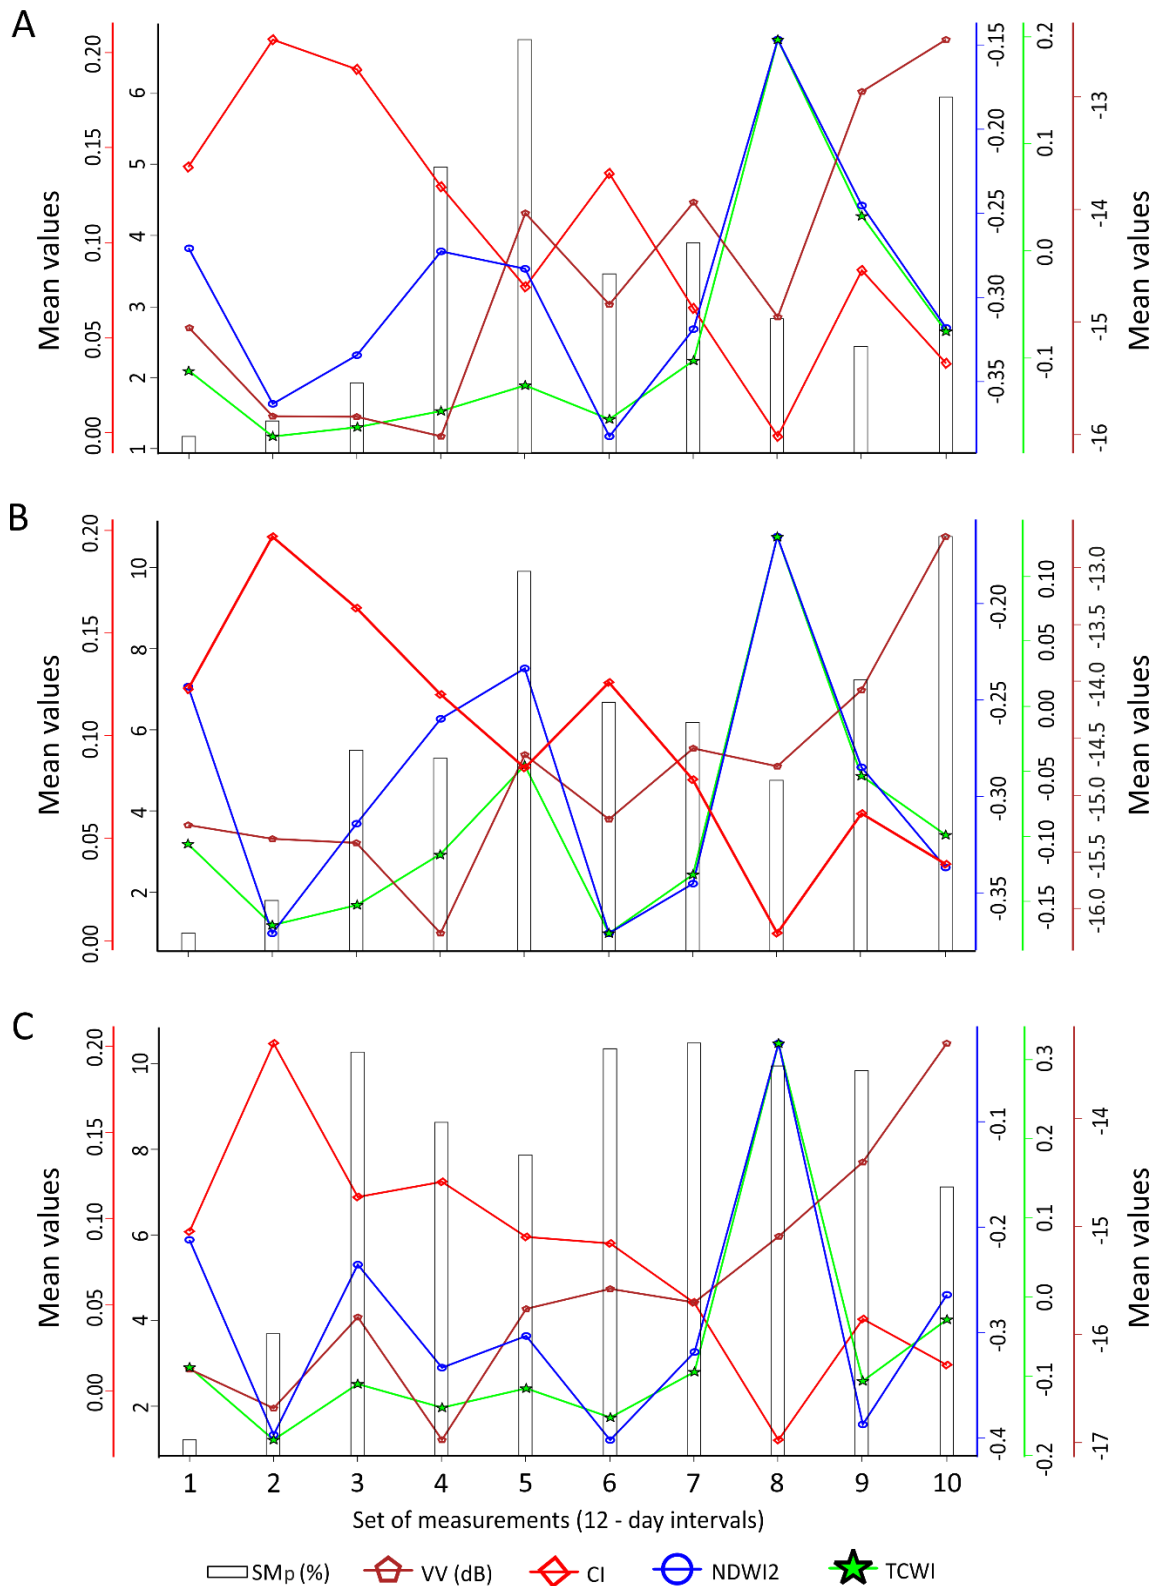 A
Mean values
0.00 0.05 0.10 0.15 0.20
1 2 3 4 5 6
-0.35 -0.30 -0.25 -0.20 -0.15
-0.1 0.0 0.1 0.2
-16 -15 -14 -13
Mean values
B
Mean values
0.00 0.05 0.10 0.15 0.20
2 4 6 8 10
-0.35 -0.30 -0.25 -0.20
-0.15 -0.10 -0.05 0.00 0.05 0.10
-16.0 -15.5 -15.0 -14.5 -14.0 -13.5 -13.0
Mean values
C
Mean values
0.00 0.05 0.10 0.15 0.20
2 4 6 8 10
-0.4 -0.3 -0.2 -0.1
-0.2 -0.1 0.0 0.1 0.2 0.3
-17 -16 -15 -14
Mean values
1 2 3 4 5 6 7 8 9 10
Set of measurements (12 - day intervals)
SMp (%) VV (dB) CI NDWI2 TCWI